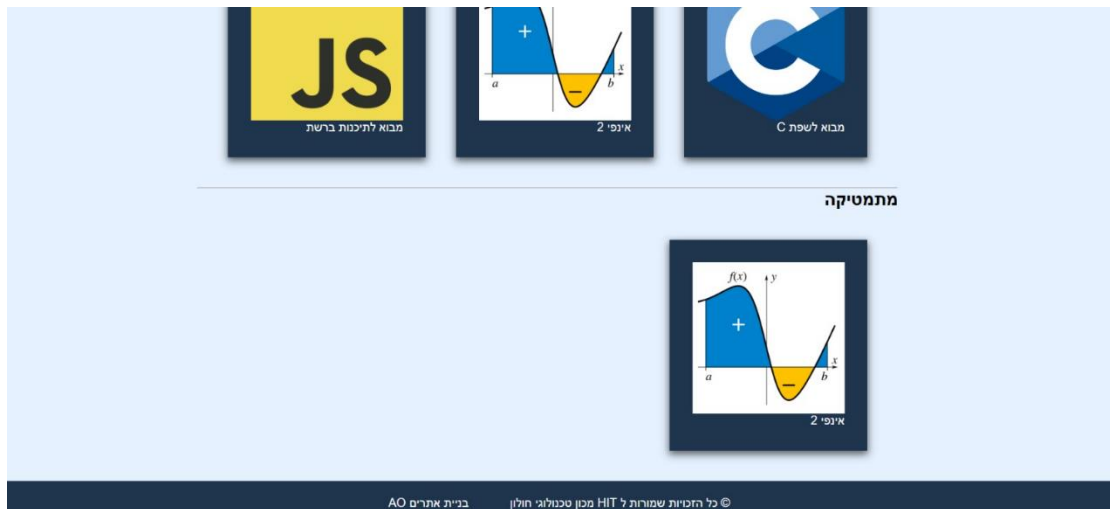 מבוא לשפת C
+
–
a
b
x
אינפי 2
JS
מבוא לתיכנות ברשת
מתמטיקה
f(x)
y
+
–
a
b
x
אינפי 2
© כל הזכויות שמורות ל HIT מכון טכנולוגי חולון
בניית אתרים AO